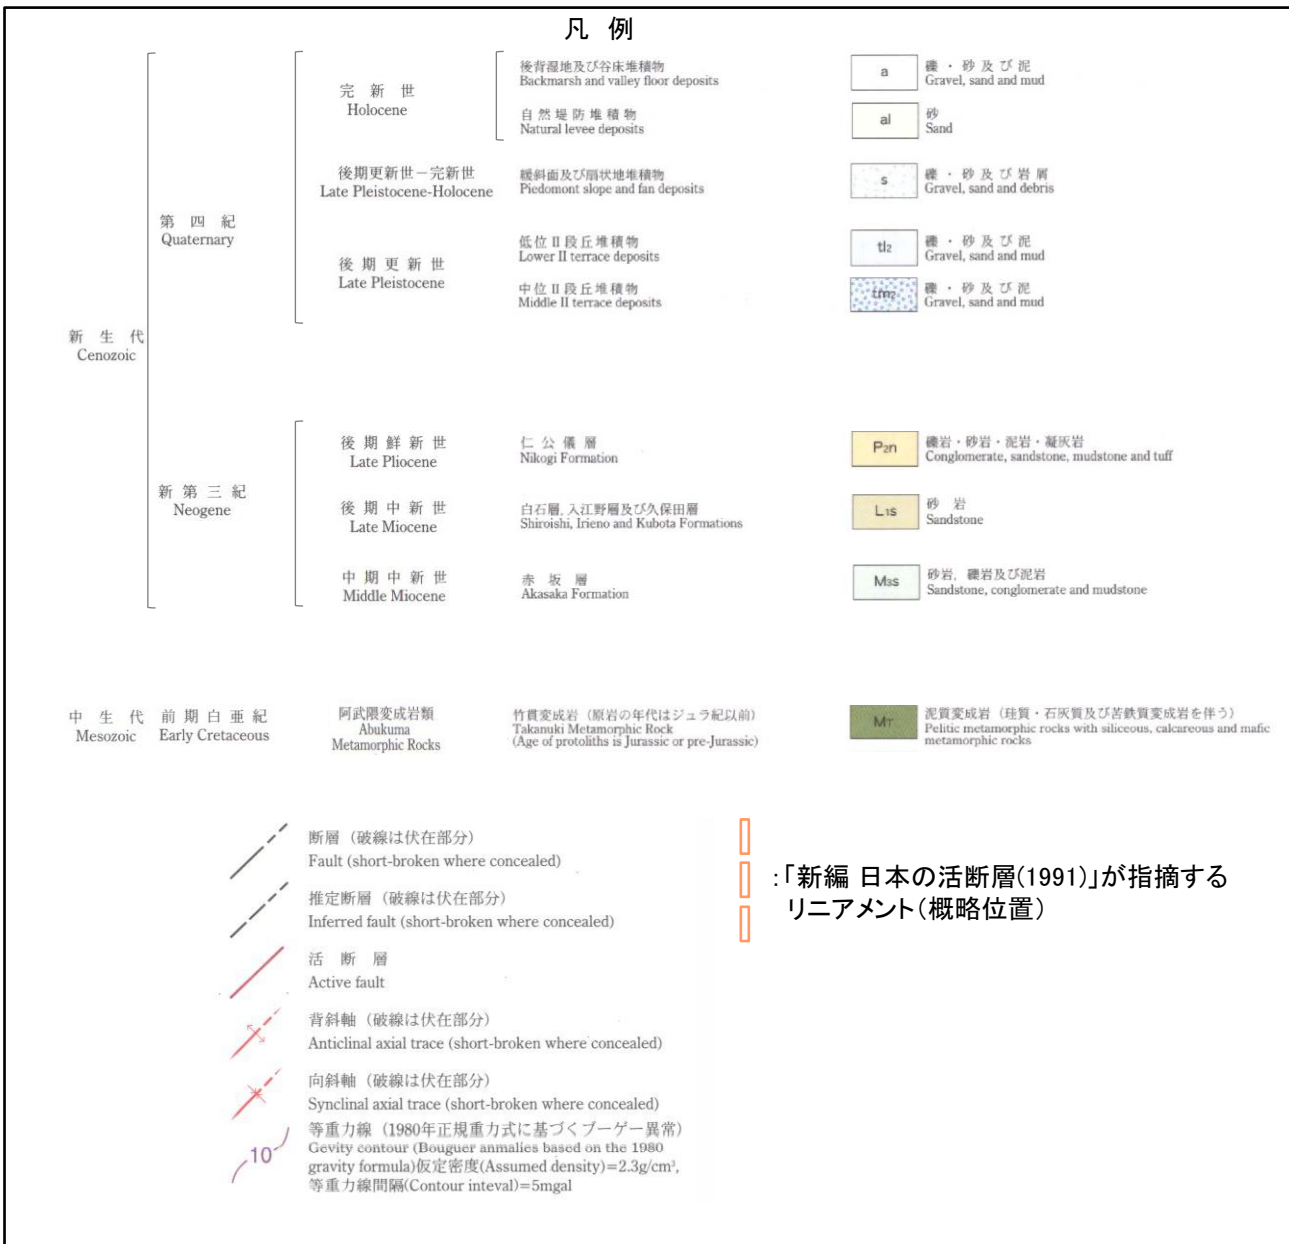 凡 例
新 生 代
Cenozoic
第 四 紀
Quaternary
完 新 世
Holocene
後背湿地及び谷床堆積物
Backmarsh and valley floor deposits
a
礫・砂及び泥
Gravel, sand and mud
自然堤防堆積物
Natural levee deposits
al
砂
Sand
後期更新世－完新世
Late Pleistocene-Holocene
緩斜面及び扇状地堆積物
Piedomont slope and fan deposits
s
礫・砂及び岩屑
Gravel, sand and debris
後期更新世
Late Pleistocene
低位Ⅱ段丘堆積物
Lower II terrace deposits
tl2
礫・砂及び泥
Gravel, sand and mud
中位Ⅱ段丘堆積物
Middle II terrace deposits
tm2
礫・砂及び泥
Gravel, sand and mud
新 第 三 紀
Neogene
後期鮮新世
Late Pliocene
仁公儀層
Nikogi Formation
P2n
礫岩・砂岩・泥岩・凝灰岩
Conglomerate, sandstone, mudstone and tuff
後期中新世
Late Miocene
白石層, 入江野層及び久保田層
Shiroishi, Irieno and Kubota Formations
L1s
砂 岩
Sandstone
中期中新世
Middle Miocene
赤 坂 層
Akasaka Formation
M3s
砂岩, 礫岩及び泥岩
Sandstone, conglomerate and mudstone
中 生 代
Mesozoic
前期白亜紀
Early Cretaceous
阿武隈変成岩類
Abukuma
Metamorphic Rocks
竹貫変成岩（原岩の年代はジュラ紀以前）
Takanuki Metamorphic Rock
(Age of protoliths is Jurassic or pre-Jurassic)
MT
泥質変成岩（珪質・石灰質及び苦鉄質変成岩を伴う）
Pelitic metamorphic rocks with siliceous, calcareous and mafic
metamorphic rocks
断層（破線は伏在部分）
Fault (short-broken where concealed)
推定断層（破線は伏在部分）
Inferred fault (short-broken where concealed)
活 断 層
Active fault
背斜軸（破線は伏在部分）
Anticlinal axial trace (short-broken where concealed)
向斜軸（破線は伏在部分）
Synclinal axial trace (short-broken where concealed)
10
等重力線（1980年正規重力式に基づくブーゲー異常）
Gevity contour (Bouguer anmalies based on the 1980
gravity formula)仮定密度(Assumed density)=2.3g/cm³,
等重力線間隔(Contour inteval)=5mgal
:「新編 日本の活断層(1991)」が指摘する
リニアメント（概略位置）